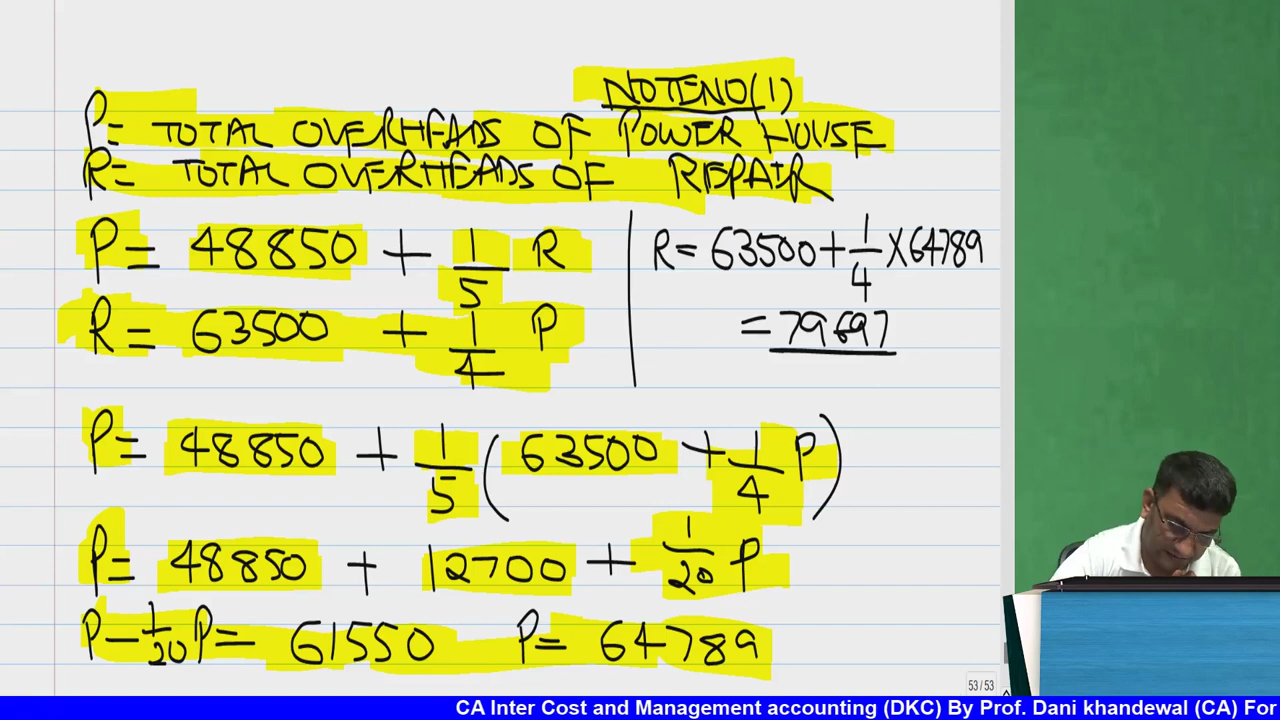 NOTENO(1)
P= TOTAL OVERHEADS OF POWER HOUSE
R= TOTAL OVERHEADS OF REPAIR
P= 48850 + 1/5 R
R= 63500 + 1/4 P
R= 63500 + 1/4 X 64789
= 79697
P= 48850 + 1/5 (63500 + 1/4 P)
P= 48850 + 12700 + 1/20 P
P - 1/20 P = 61550 P= 64789
53 / 53
CA Inter Cost and Management accounting (DKC) By Prof. Dani khandewal (CA) For